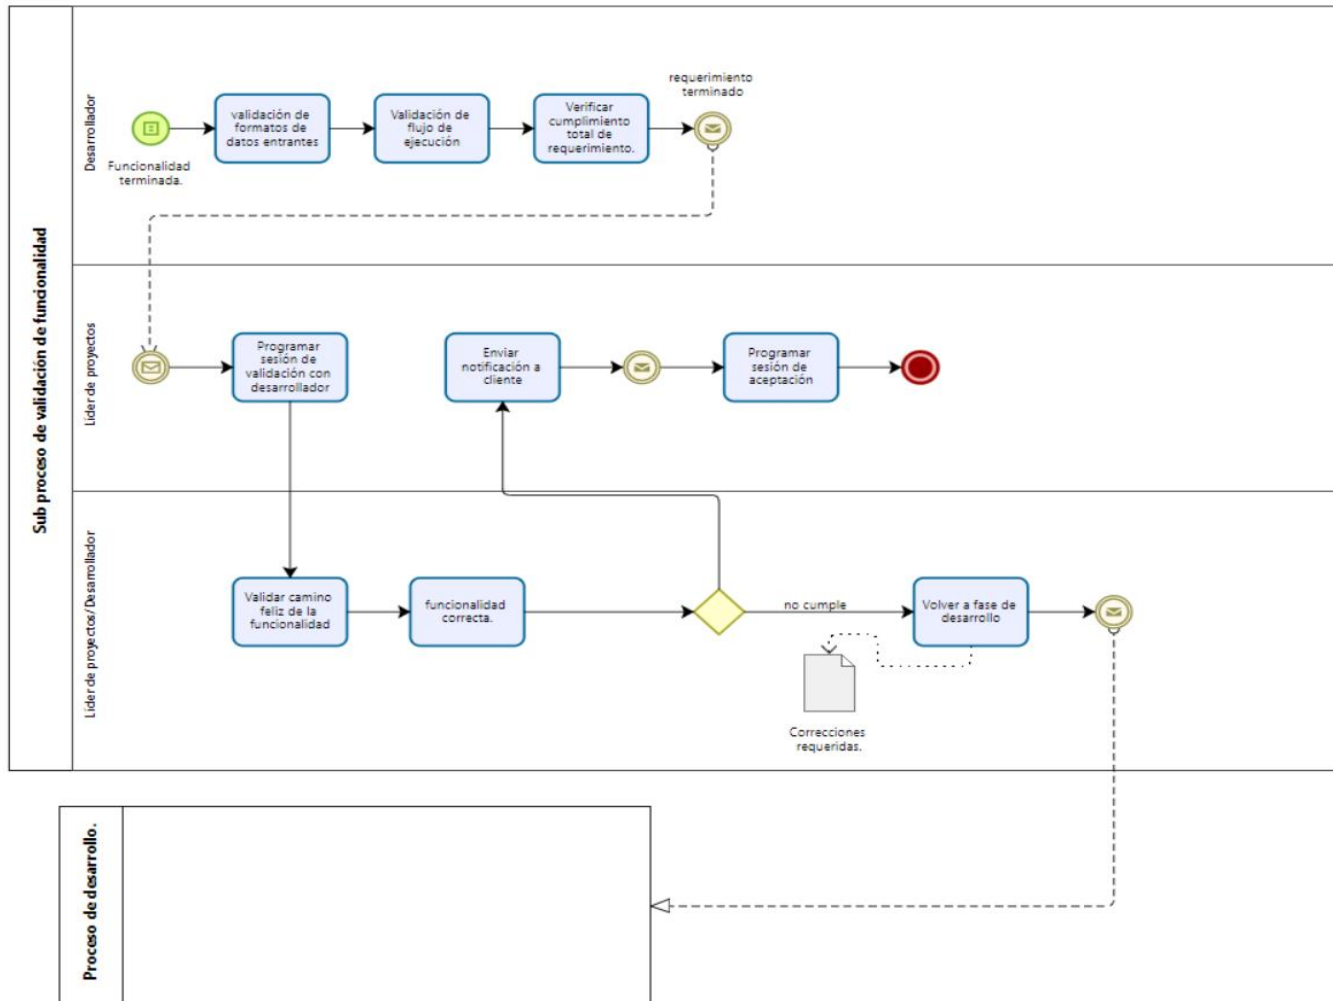 Sub proceso de validación de funcionalidad
Desarrollador
Funcionalidad
terminada.
validación de
formatos de
datos entrantes
Validación de
flujo de
ejecución
Verificar
cumplimiento
total de
requerimiento.
requerimiento
terminado
Líder de proyectos
Programar
sesión de
validación con
desarrollador
Enviar
notificación a
cliente
Programar
sesión de
aceptación
Líder de proyectos/Desarrollador
Validar camino
feliz de la
funcionalidad
funcionalidad
correcta.
no cumple
Volver a fase de
desarrollo
Correcciones
requeridas.
Proceso de desarrollo.